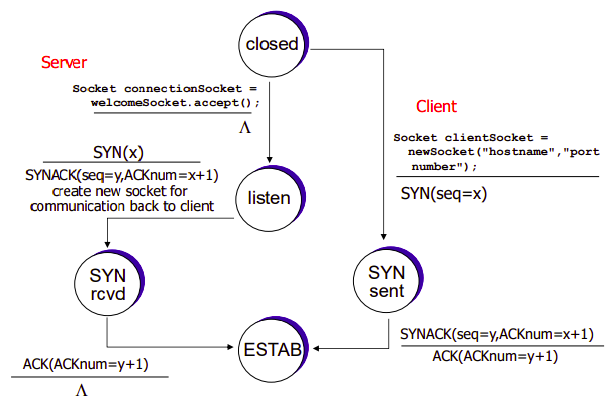 closed
Server
Socket connectionSocket =
welcomeSocket.accept();
Λ
Client
Socket clientSocket =
newSocket("hostname","port
number");
SYN(seq=x)
SYN(x)
SYNACK(seq=y,ACKnum=x+1)
create new socket for
communication back to client
listen
SYN
rcvd
SYN
sent
ESTAB
SYNACK(seq=y,ACKnum=x+1)
ACK(ACKnum=y+1)
ACK(ACKnum=y+1)
Λ